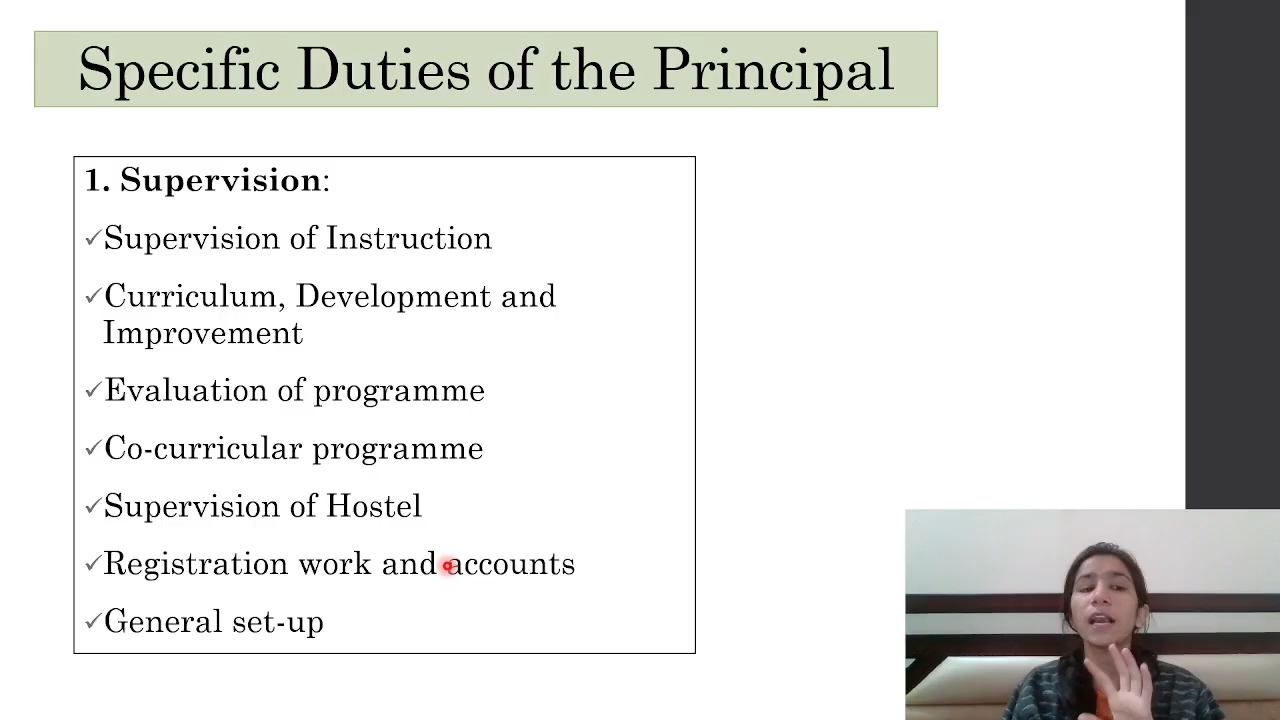 Specific Duties of the Principal
1. Supervision:
✓Supervision of Instruction
✓Curriculum, Development and
Improvement
✓Evaluation of programme
✓Co-curricular programme
✓Supervision of Hostel
✓Registration work and accounts
✓General set-up